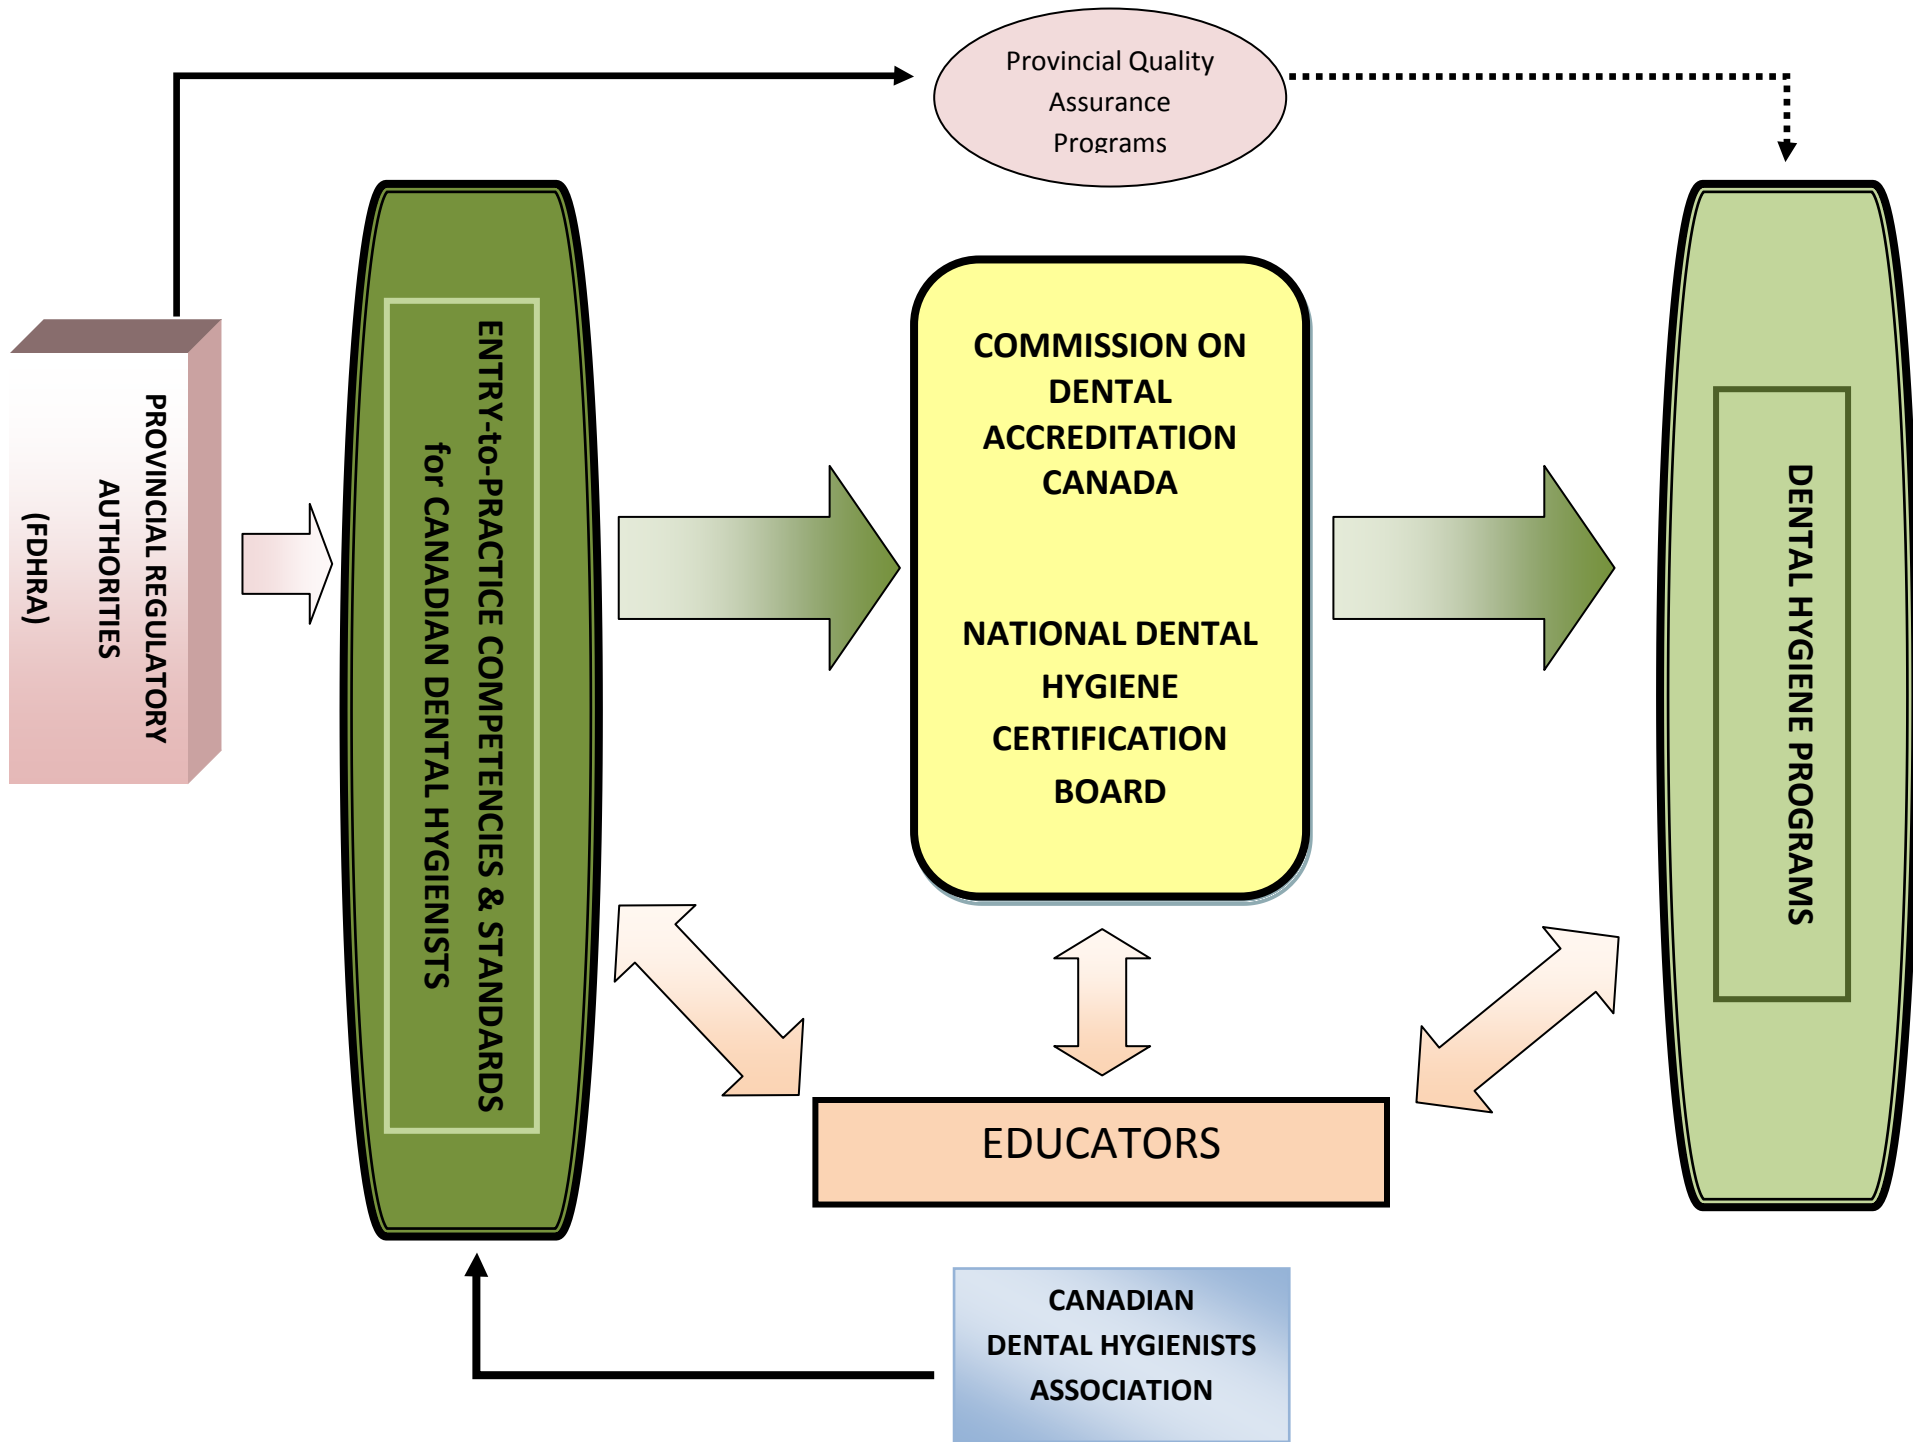 Provincial Quality
Assurance
Programs
PROVINCIAL REGULATORY
AUTHORITIES
(FDHRA)
ENTRY-to-PRACTICE COMPETENCIES & STANDARDS
for CANADIAN DENTAL HYGIENISTS
COMMISSION ON
DENTAL
ACCREDITATION
CANADA
NATIONAL DENTAL
HYGIENE
CERTIFICATION
BOARD
DENTAL HYGIENE PROGRAMS
EDUCATORS
CANADIAN
DENTAL HYGIENISTS
ASSOCIATION